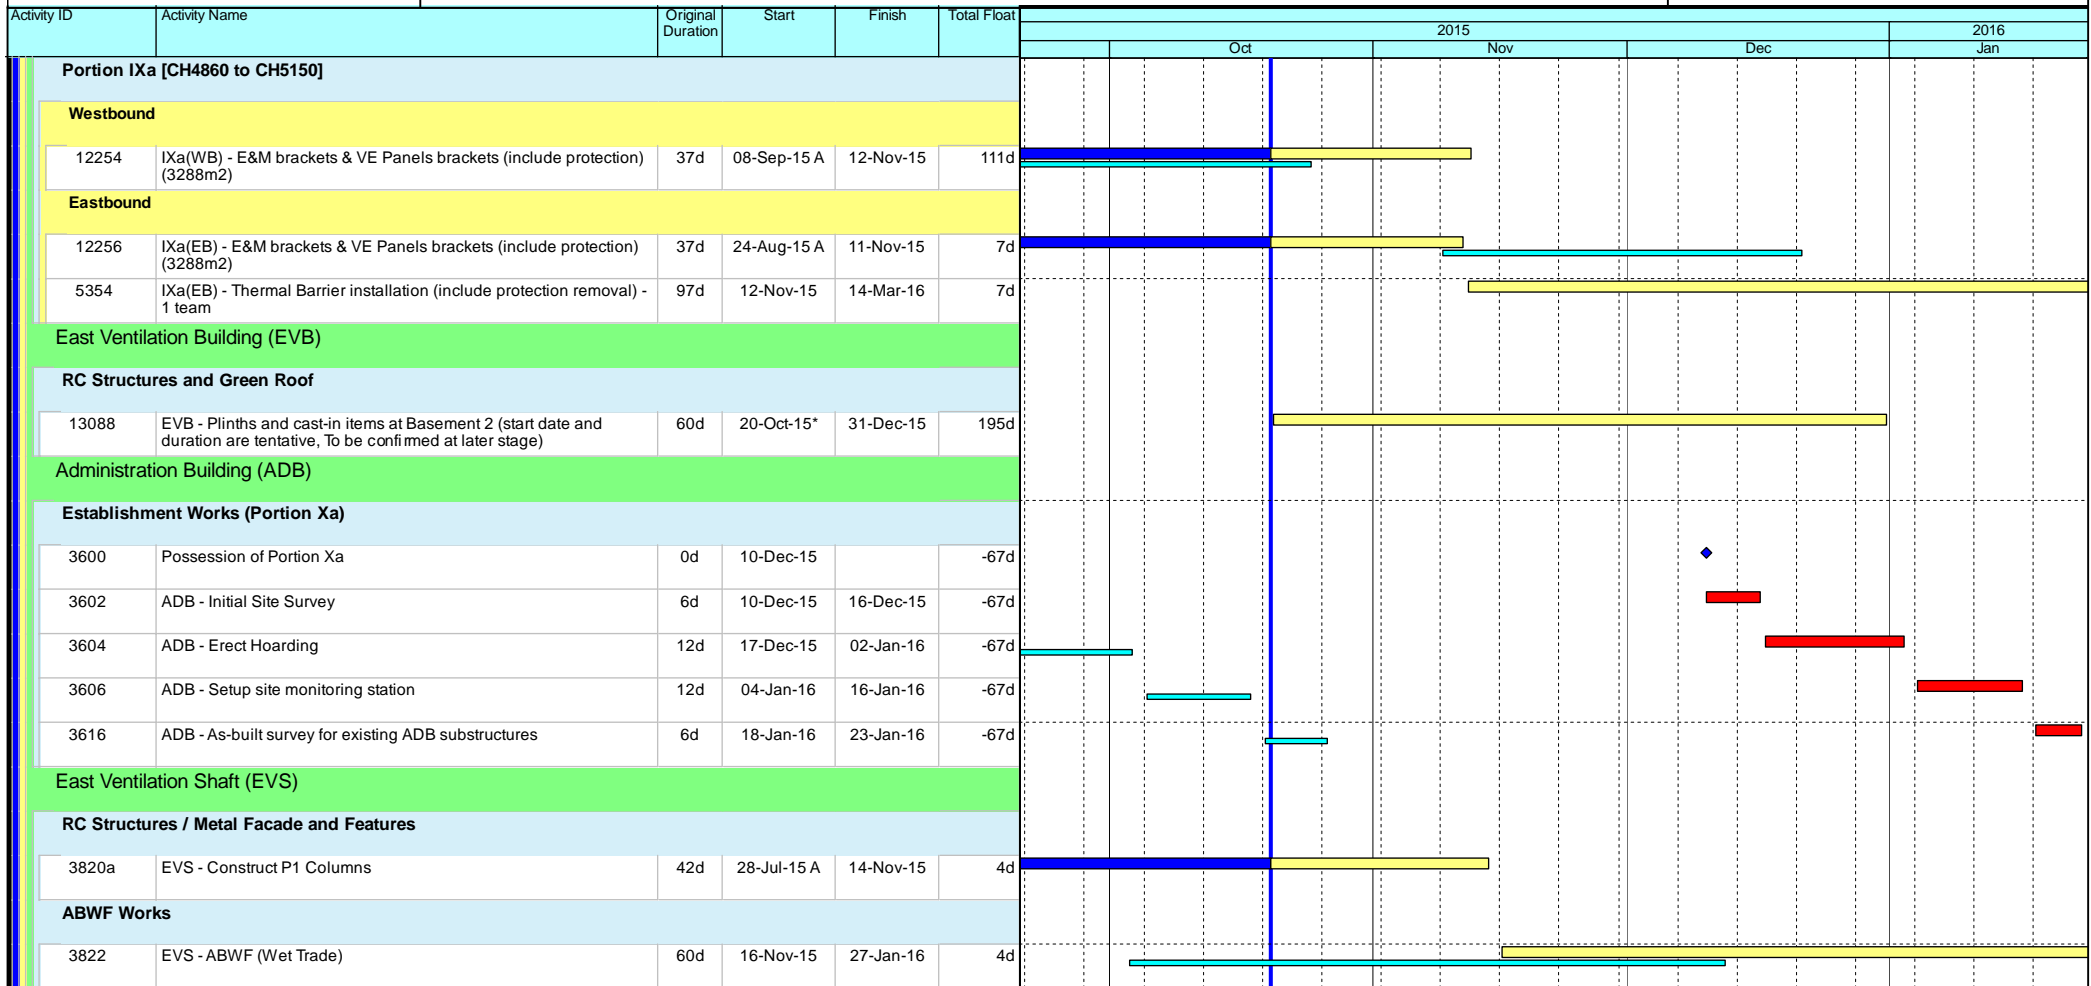 Activity ID Activity Name Original Duration Start Finish Total Float
2015 2016
Oct Nov Dec Jan
Portion IXa [CH4860 to CH5150]
Westbound
12254 IXa(WB) - E&M brackets & VE Panels brackets (include protection) 37d 08-Sep-15 A 12-Nov-15 111d
(3288m2)
Eastbound
12256 IXa(EB) - E&M brackets & VE Panels brackets (include protection) 37d 24-Aug-15 A 11-Nov-15 7d
(3288m2)
5354 IXa(EB) - Thermal Barrier installation (include protection removal) - 97d 12-Nov-15 14-Mar-16 7d
1 team
East Ventilation Building (EVB)
RC Structures and Green Roof
13088 EVB - Plinths and cast-in items at Basement 2 (start date and 60d 20-Oct-15* 31-Dec-15 195d
duration are tentative, To be confirmed at later stage)
Administration Building (ADB)
Establishment Works (Portion Xa)
3600 Possession of Portion Xa 0d 10-Dec-15 -67d
3602 ADB - Initial Site Survey 6d 10-Dec-15 16-Dec-15 -67d
3604 ADB - Erect Hoarding 12d 17-Dec-15 02-Jan-16 -67d
3606 ADB - Setup site monitoring station 12d 04-Jan-16 16-Jan-16 -67d
3616 ADB - As-built survey for existing ADB substructures 6d 18-Jan-16 23-Jan-16 -67d
East Ventilation Shaft (EVS)
RC Structures / Metal Facade and Features
3820a EVS - Construct P1 Columns 42d 28-Jul-15 A 14-Nov-15 4d
ABWF Works
3822 EVS - ABWF (Wet Trade) 60d 16-Nov-15 27-Jan-16 4d